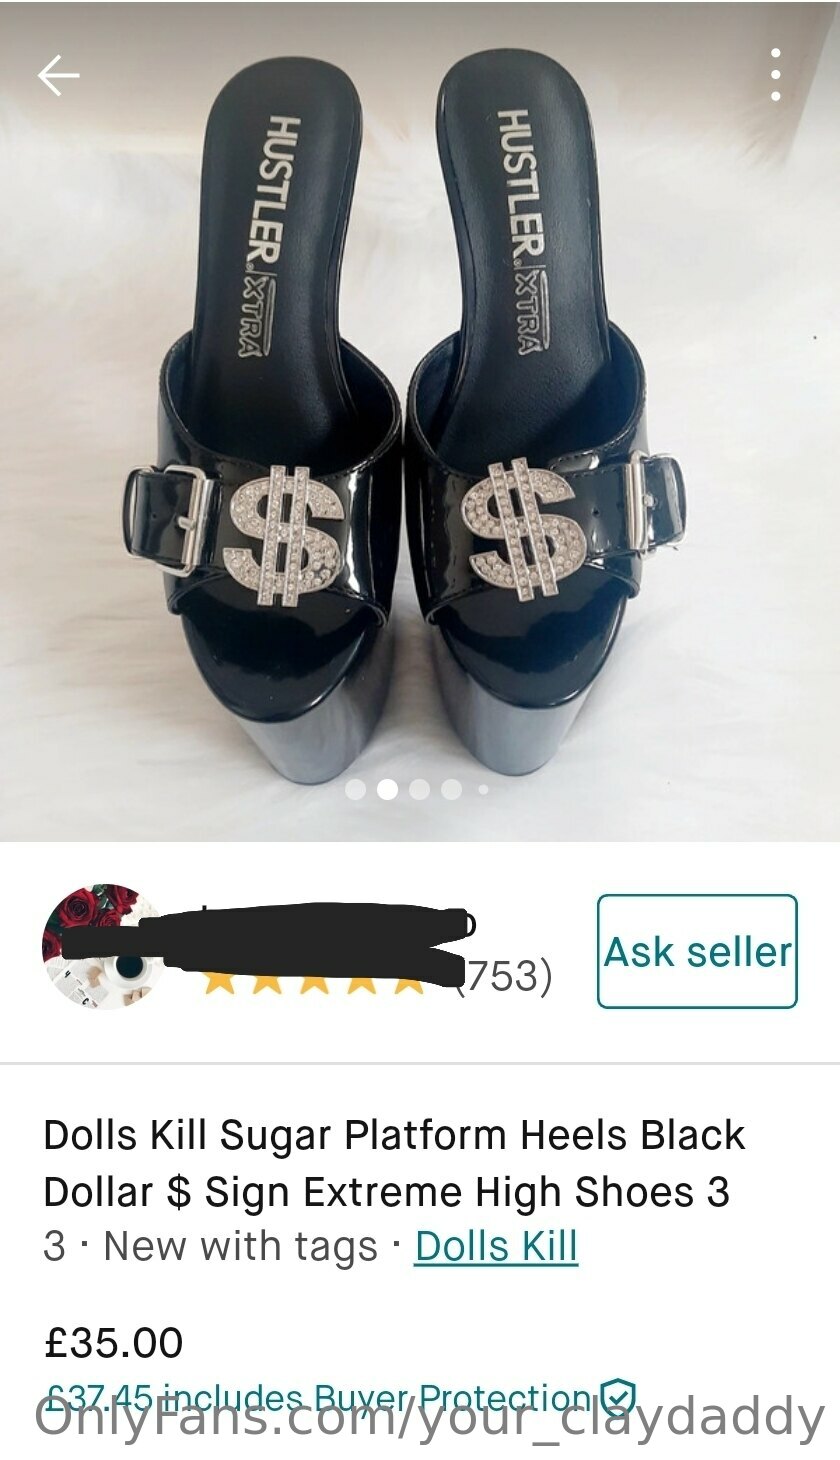 HUSTLER® XTRA
HUSTLER® XTRA
(753)
Ask seller
Dolls Kill Sugar Platform Heels Black
Dollar $ Sign Extreme High Shoes 3
3 · New with tags · Dolls Kill
£35.00
£37.45 includes Buyer Protection
OnlyFans.com/your_claydaddy